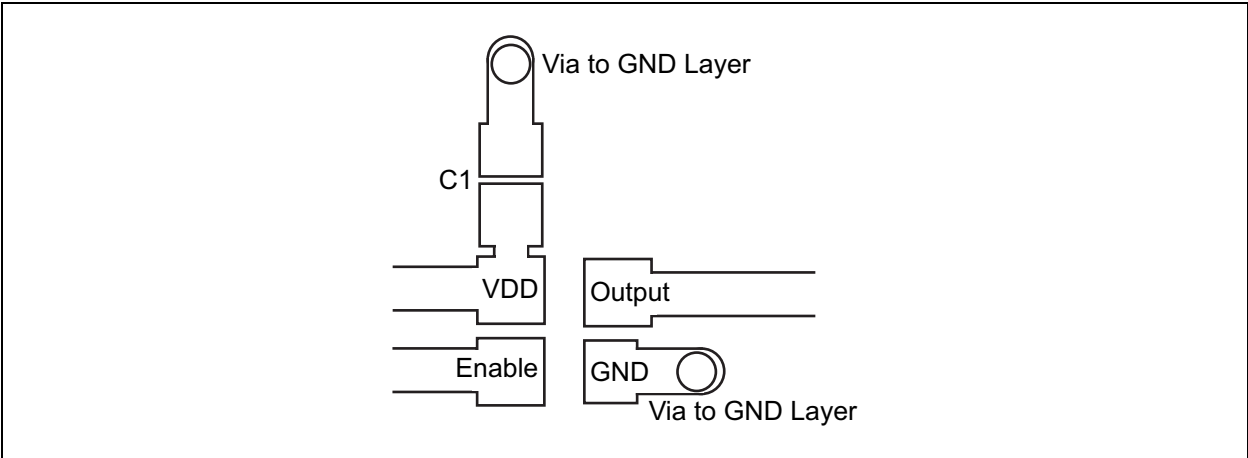 Via to GND Layer
C1
VDD
Output
Enable
GND
Via to GND Layer